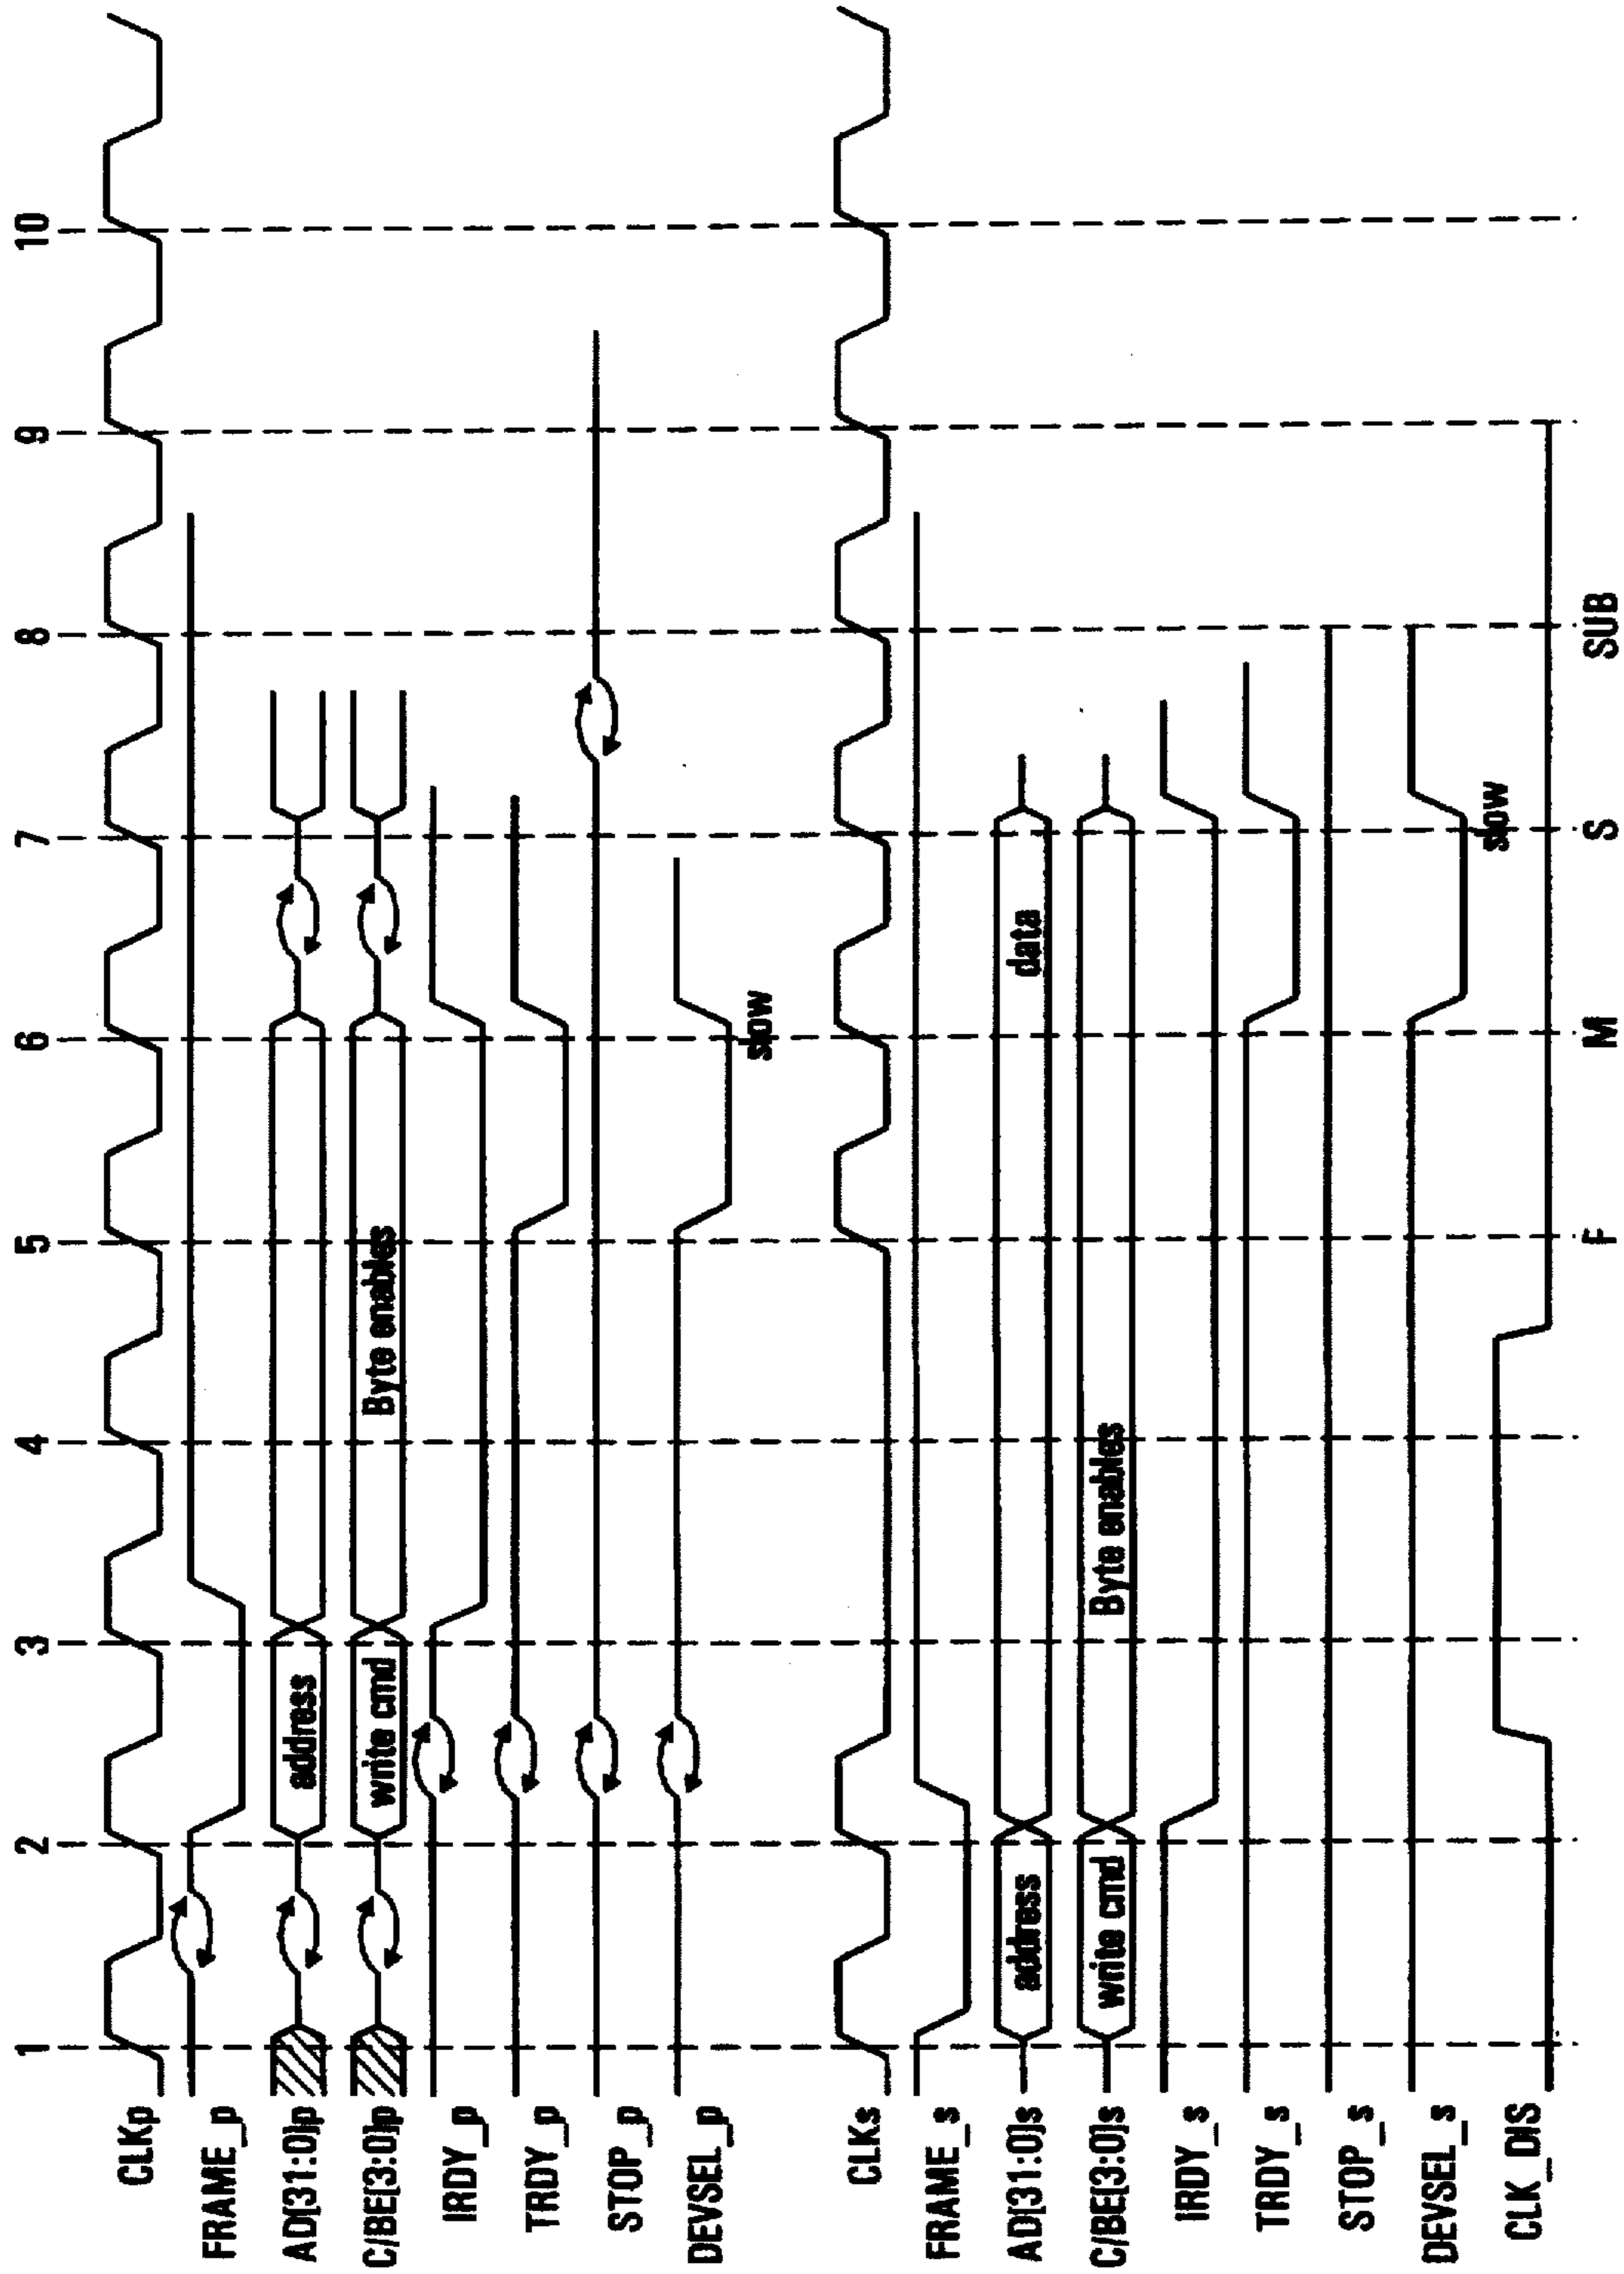 1 2 3 4 5 6 7 8 9 10
CLKp
FRAME_p
AD[31:0]p address
C/BE[3:0]p write cmd Byte enables
IRDY_p
TRDY_p
STOP_p
DEVSEL_p
slow
CLKs
FRAME_s
AD[31:0]s address data
C/BE[3:0]s write cmd Byte enables
IRDY_s
TRDY_s
STOP_s
DEVSEL_s
slow
CLK_DIS
F M S SUB